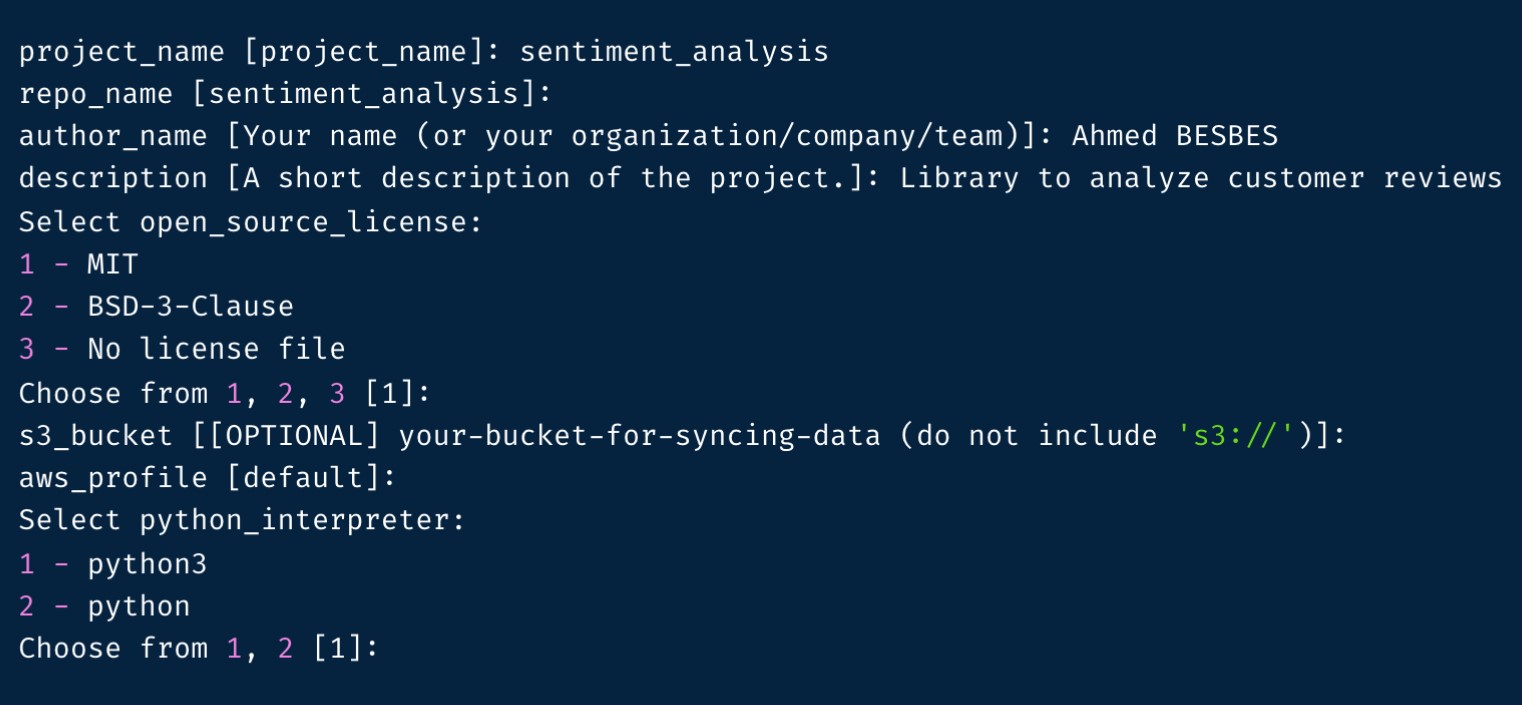 project_name [project_name]: sentiment_analysis
repo_name [sentiment_analysis]:
author_name [Your name (or your organization/company/team)]: Ahmed BESBES
description [A short description of the project.]: Library to analyze customer reviews
Select open_source_license:
1 - MIT
2 - BSD-3-Clause
3 - No license file
Choose from 1, 2, 3 [1]:
s3_bucket [[OPTIONAL] your-bucket-for-syncing-data (do not include 's3://')]:
aws_profile [default]:
Select python_interpreter:
1 - python3
2 - python
Choose from 1, 2 [1]: